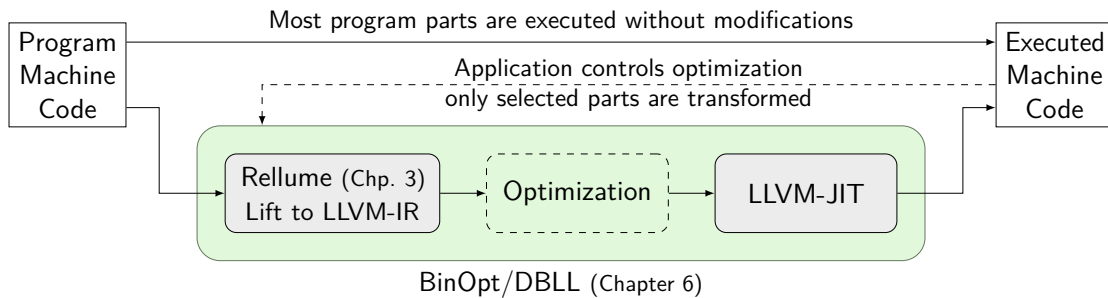 Most program parts are executed without modifications
Program
Machine
Code
Executed
Machine
Code
Application controls optimization
only selected parts are transformed
Rellume (Chp. 3)
Lift to LLVM-IR
Optimization
LLVM-JIT
BinOpt/DBLL (Chapter 6)